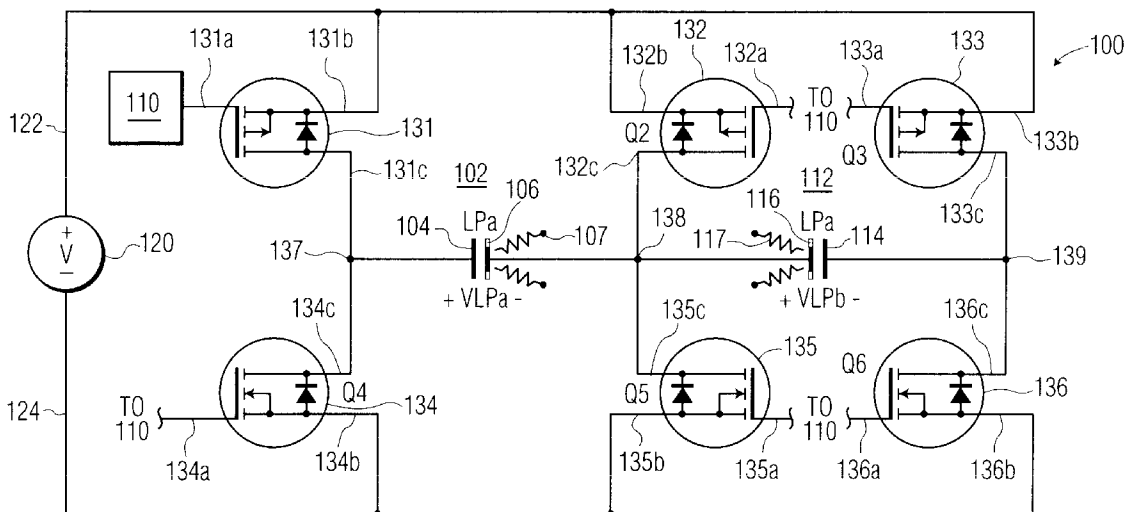 131a
131b
132
132b
132a
133a
133
100
110
TO
110
122
131
Q2
Q3
133b
131c
132c
133c
102
106
112
+
V
-
120
104
LPa
107
138
116
117
LPa
114
137
139
+ VLPa -
+ VLPb -
134c
135c
135
136c
Q4
Q5
Q6
124
TO
110
134
TO
110
136
134a
134b
135b
135a
136a
136b